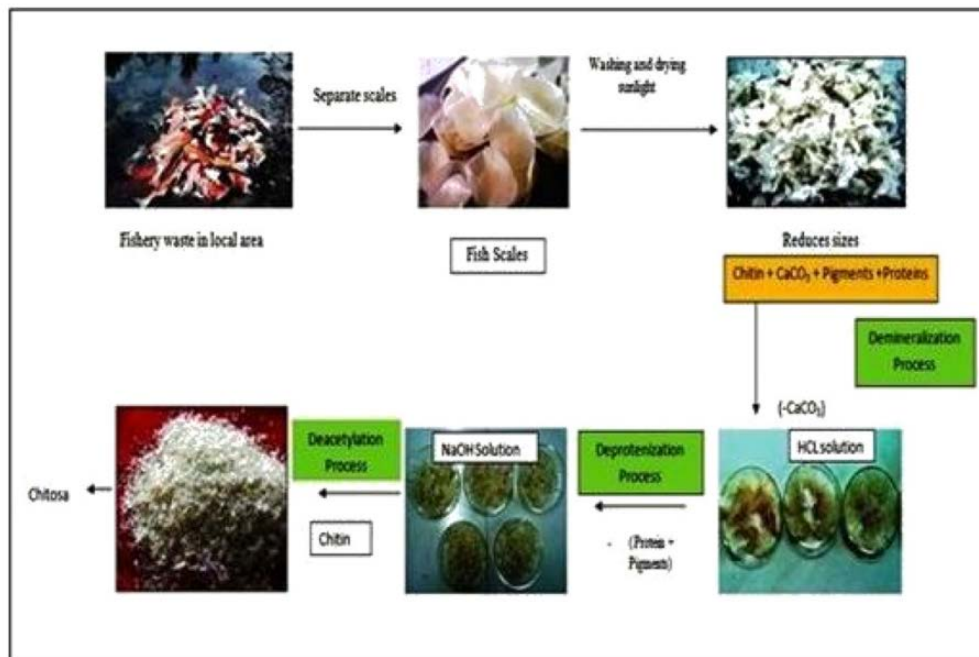 Separate scales
Washing and drying
sunlight
Fishery waste in local area
Fish Scales
Reduces sizes
Chitin + CaCO₃ + Pigments +Proteins
Demineralization
Process
(-CaCO₃)
HCL solution
Deprotenization
Process
- (Protein +
Pigments)
NaOH Solution
Deacetylation
Process
Chitin
Chitosa